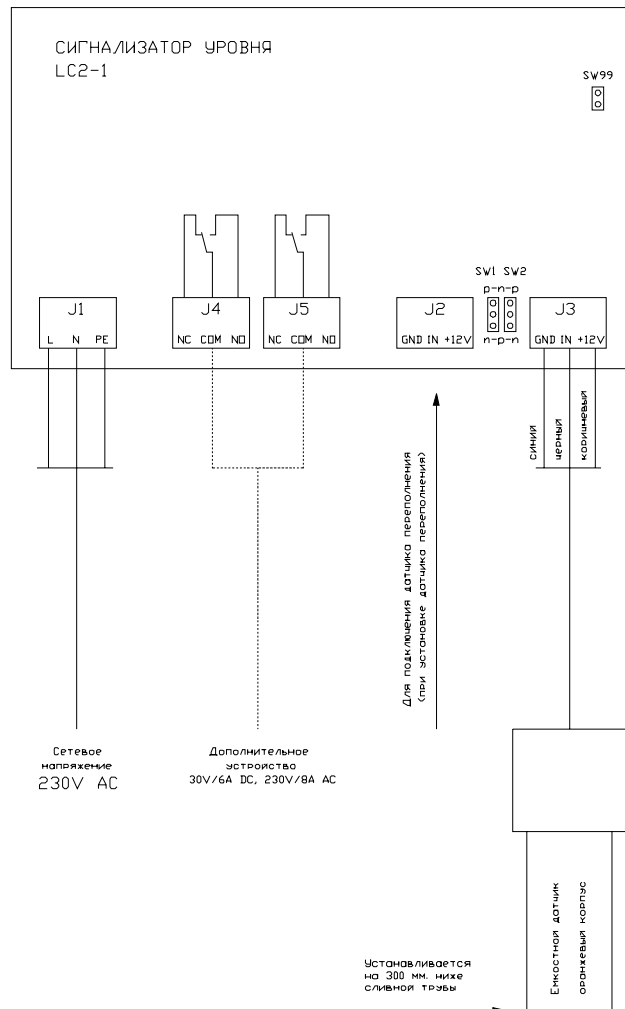 СИГНАЛИЗАТОР УРОВНЯ
LC2-1
SW99
SW1 SW2
p-n-p
J1
J4
J5
J2
J3
L N PE
NC COM NO
NC COM NO
GND IN +12V
n-p-n
GND IN +12V
синий
черный
коричневый
Для подключения датчика переполнения
(при установке датчика переполнения)
Сетевое
напряжение
230V AC
Дополнительное
устройство
30V/6A DC, 230V/8A AC
Емкостной датчик
оранжевый корпус
Устанавливается
на 300 мм. ниже
сливной трубы